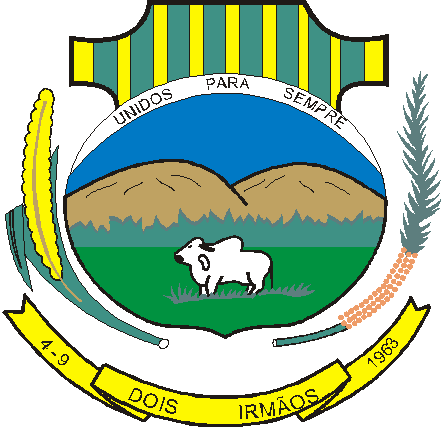 UNIDOS PARA SEMPRE
4-9
DOIS IRMÃOS
1963